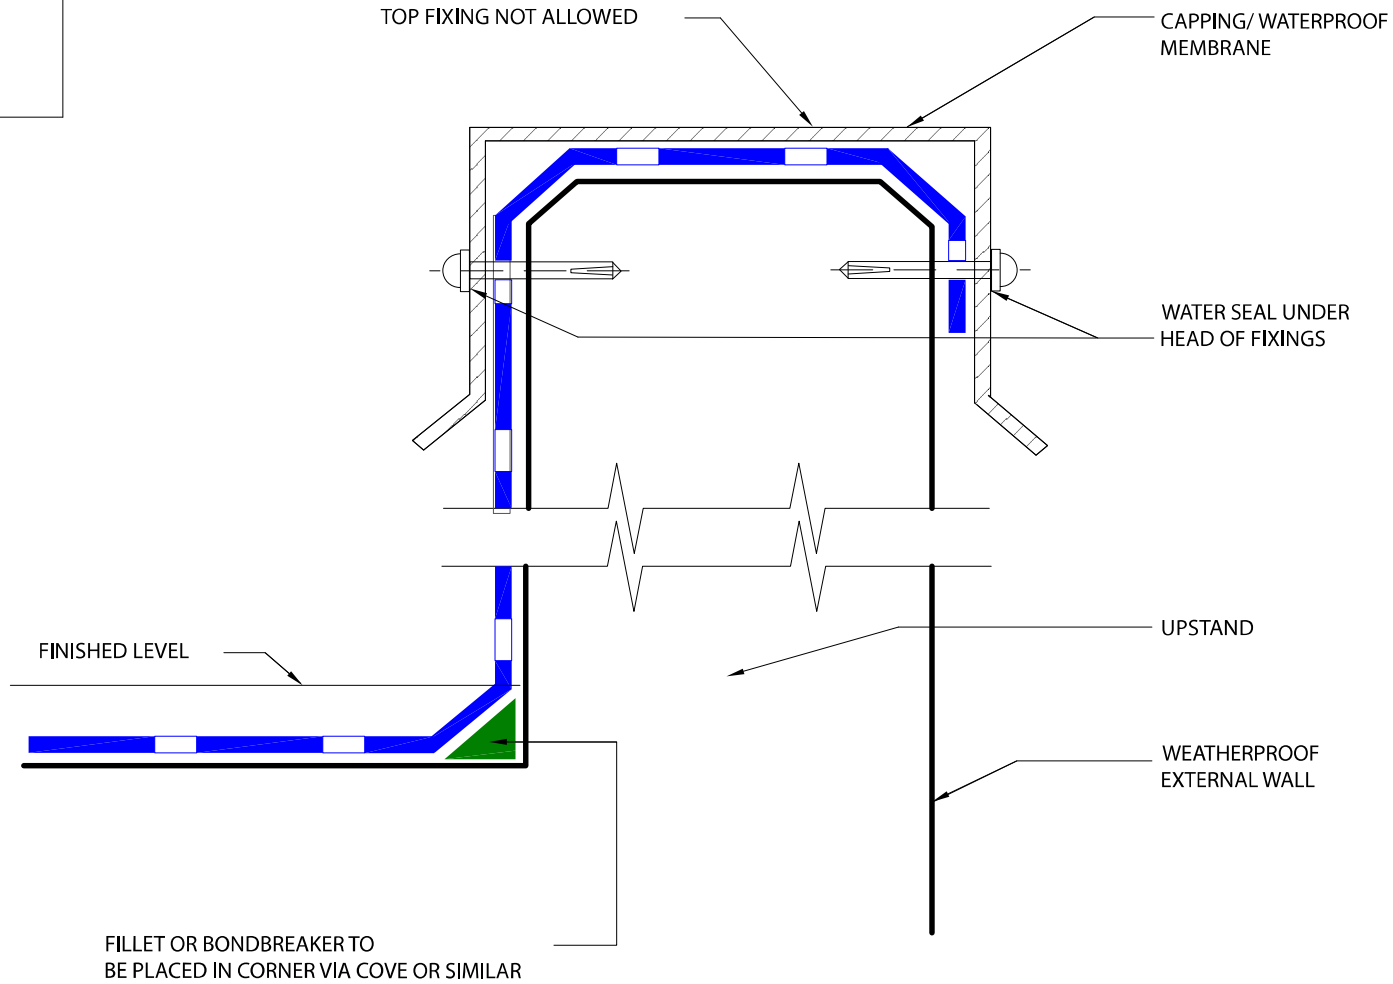 TOP FIXING NOT ALLOWED
CAPPING/ WATERPROOF
MEMBRANE
WATER SEAL UNDER
HEAD OF FIXINGS
UPSTAND
FINISHED LEVEL
WEATHERPROOF
EXTERNAL WALL
FILLET OR BONDBREAKER TO
BE PLACED IN CORNER VIA COVE OR SIMILAR